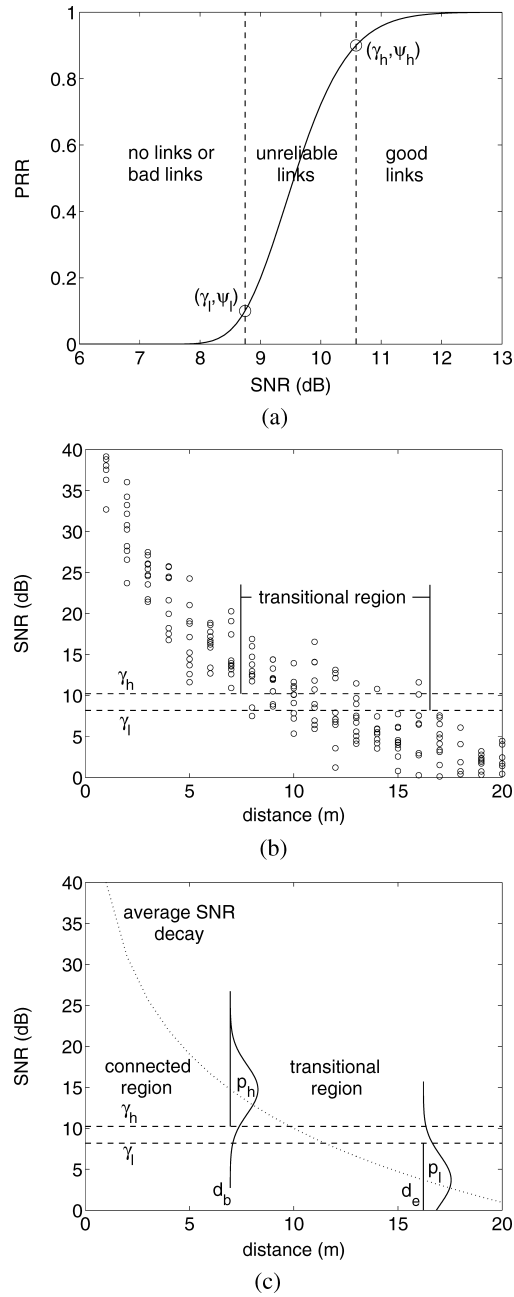 1
0.8
0.6
0.4
0.2
0
PRR
no links or
bad links
unreliable
links
good
links
(γh,ψh)
(γl,ψl)
6 7 8 9 10 11 12 13
SNR (dB)
(a)
40
35
30
25
20
15
10
5
0
SNR (dB)
transitional region
γh
γl
0 5 10 15 20
distance (m)
(b)
40
35
30
25
20
15
10
5
0
SNR (dB)
average SNR
decay
connected
region
transitional
region
ph
γh
γl
pl
db
de
0 5 10 15 20
distance (m)
(c)